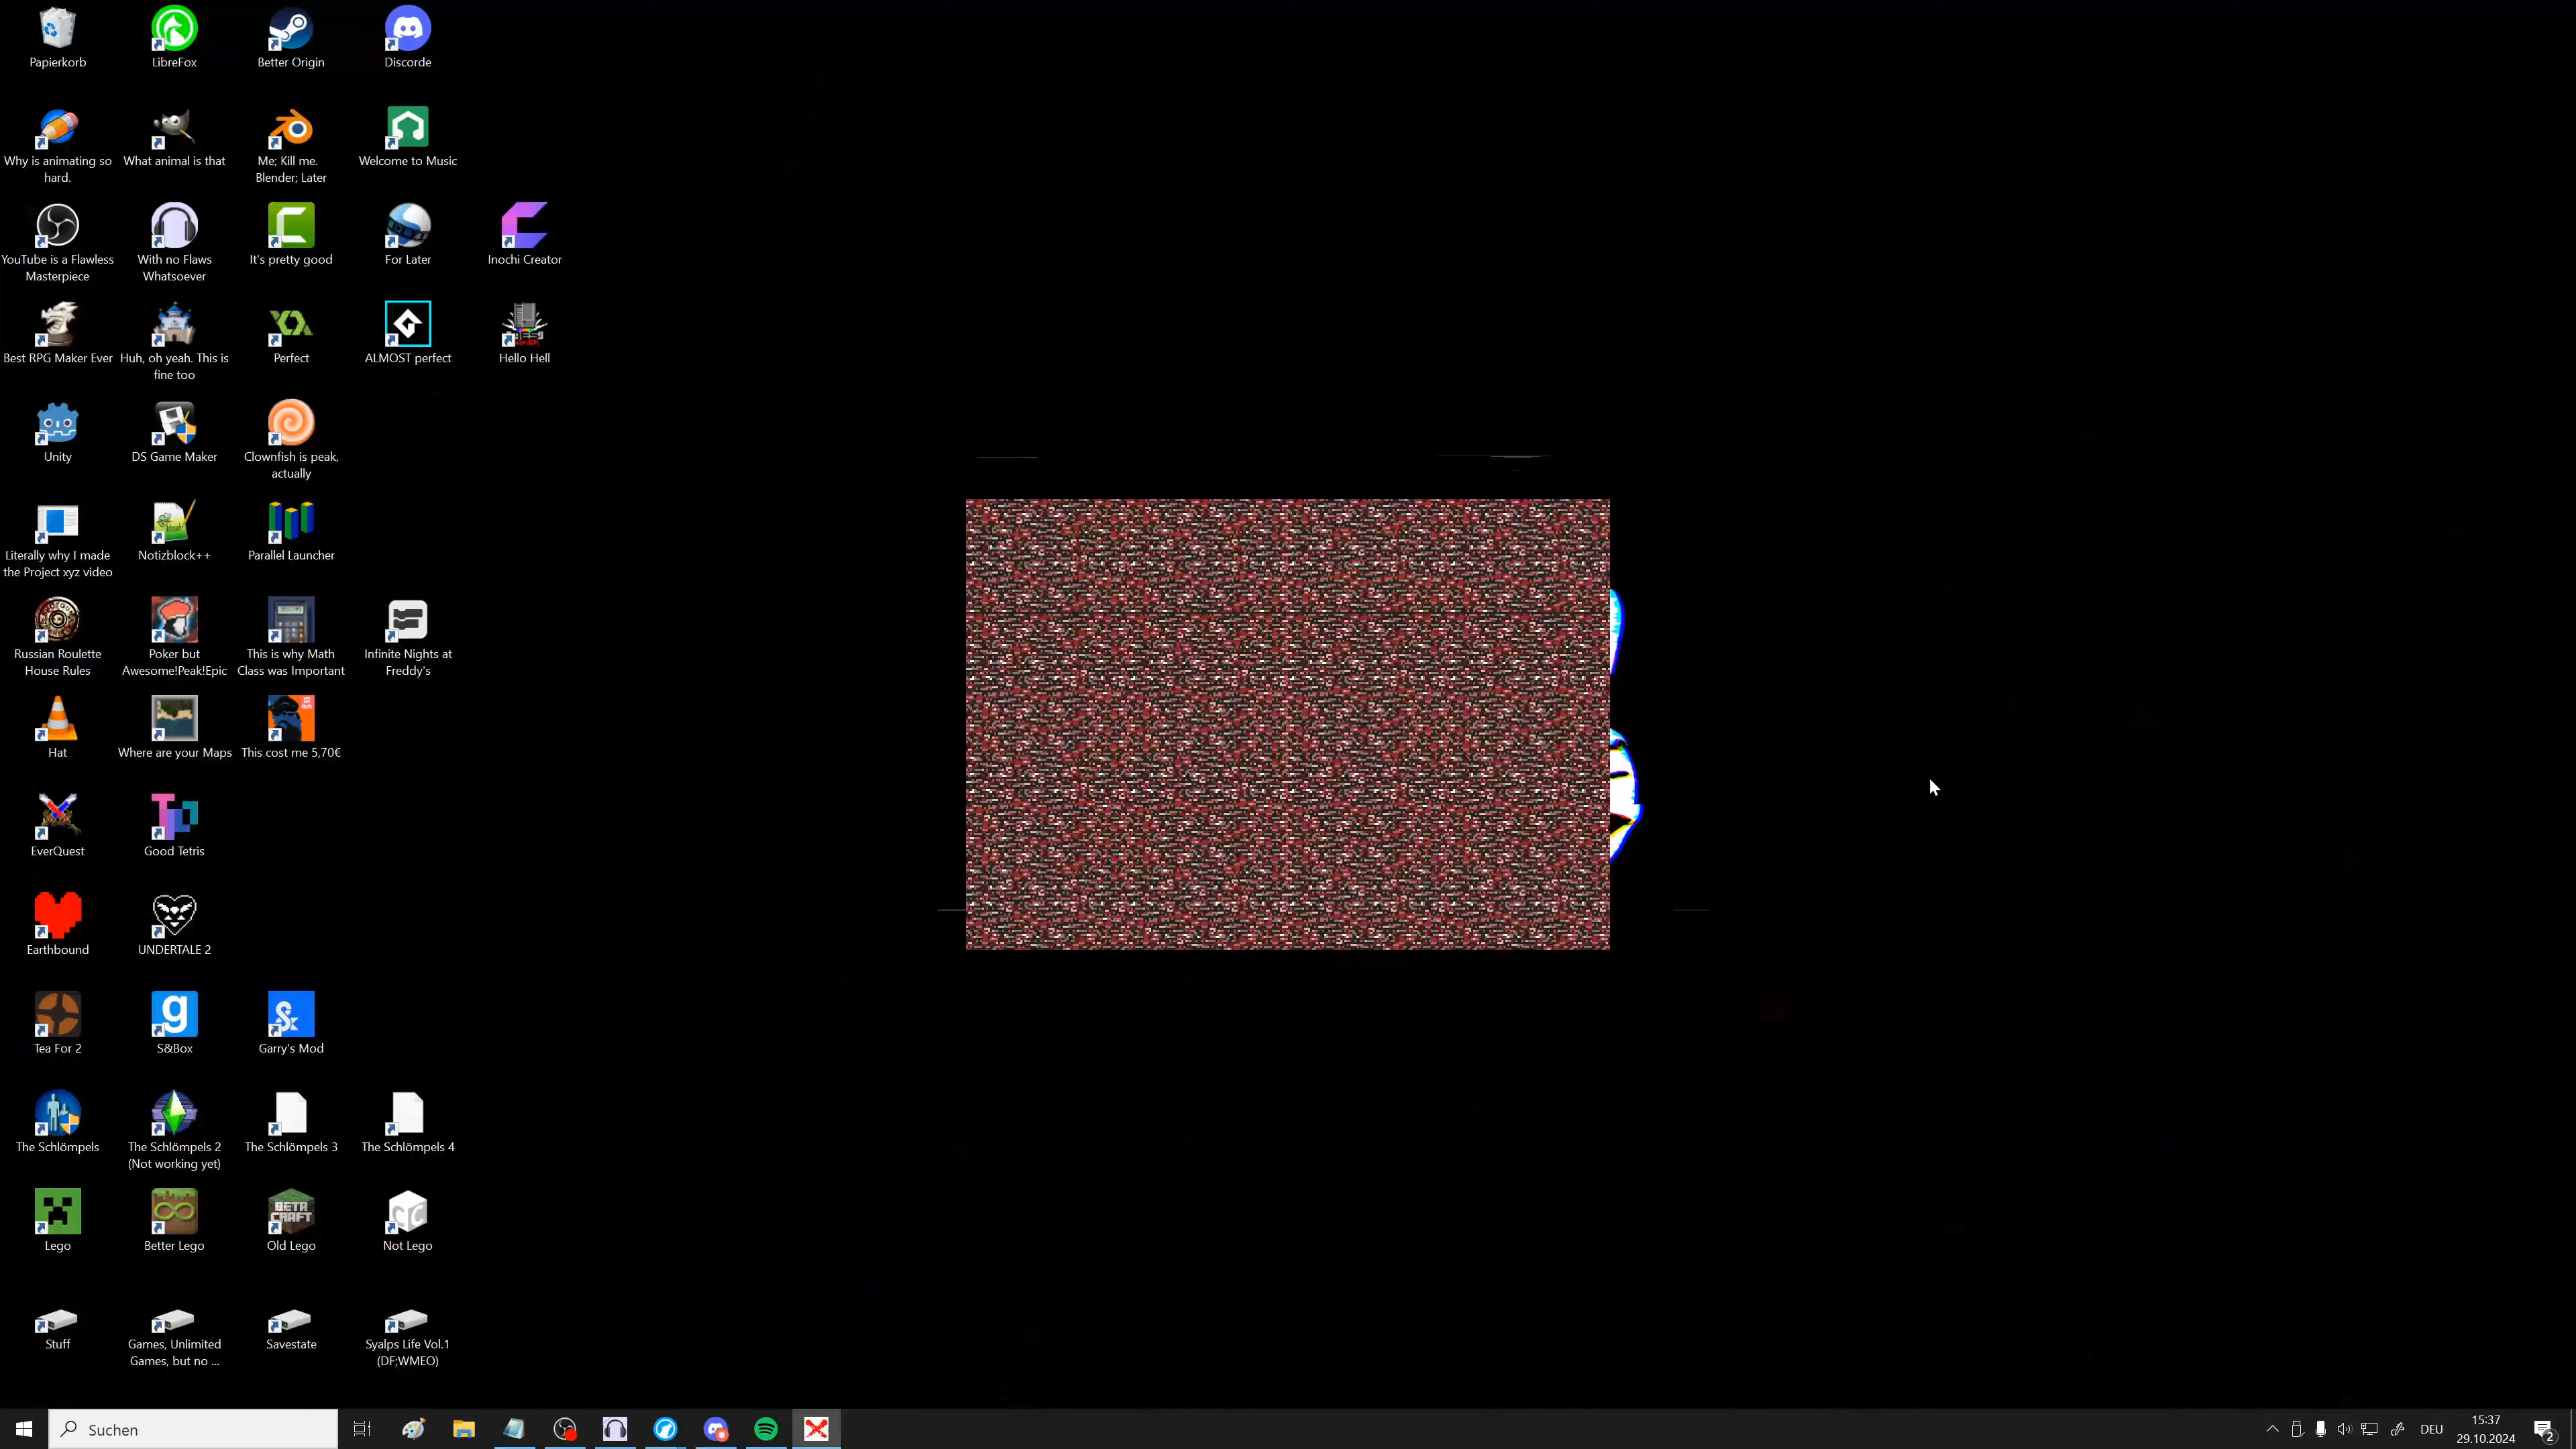 Papierkorb
LibreFox
Better Origin
Discorde
Why is animating so
hard.
What animal is that
Me; Kill me.
Blender; Later
Welcome to Music
YouTube is a Flawless
Masterpiece
With no Flaws
Whatsoever
It's pretty good
For Later
Inochi Creator
Best RPG Maker Ever
Huh, oh yeah. This is
fine too
Perfect
ALMOST perfect
Hello Hell
Unity
DS Game Maker
Clownfish is peak,
actually
Literally why I made
the Project xyz video
Notizblock++
Parallel Launcher
Russian Roulette
House Rules
Poker but
Awesome!Peak!Epic
This is why Math
Class was Important
Infinite Nights at
Freddy's
Hat
Where are your Maps
This cost me 5,70€
EverQuest
Good Tetris
Earthbound
UNDERTALE 2
g
Tea For 2
S&Box
Garry's Mod
The Schlömpels
The Schlömpels 2
(Not working yet)
The Schlömpels 3
The Schlömpels 4
BETA
CRAFT
CC
Lego
Better Lego
Old Lego
Not Lego
Stuff
Games, Unlimited
Games, but no ...
Savestate
Syalps Life Vol.1
(DF;WMEO)
Suchen
DEU
15:37
29.10.2024
2